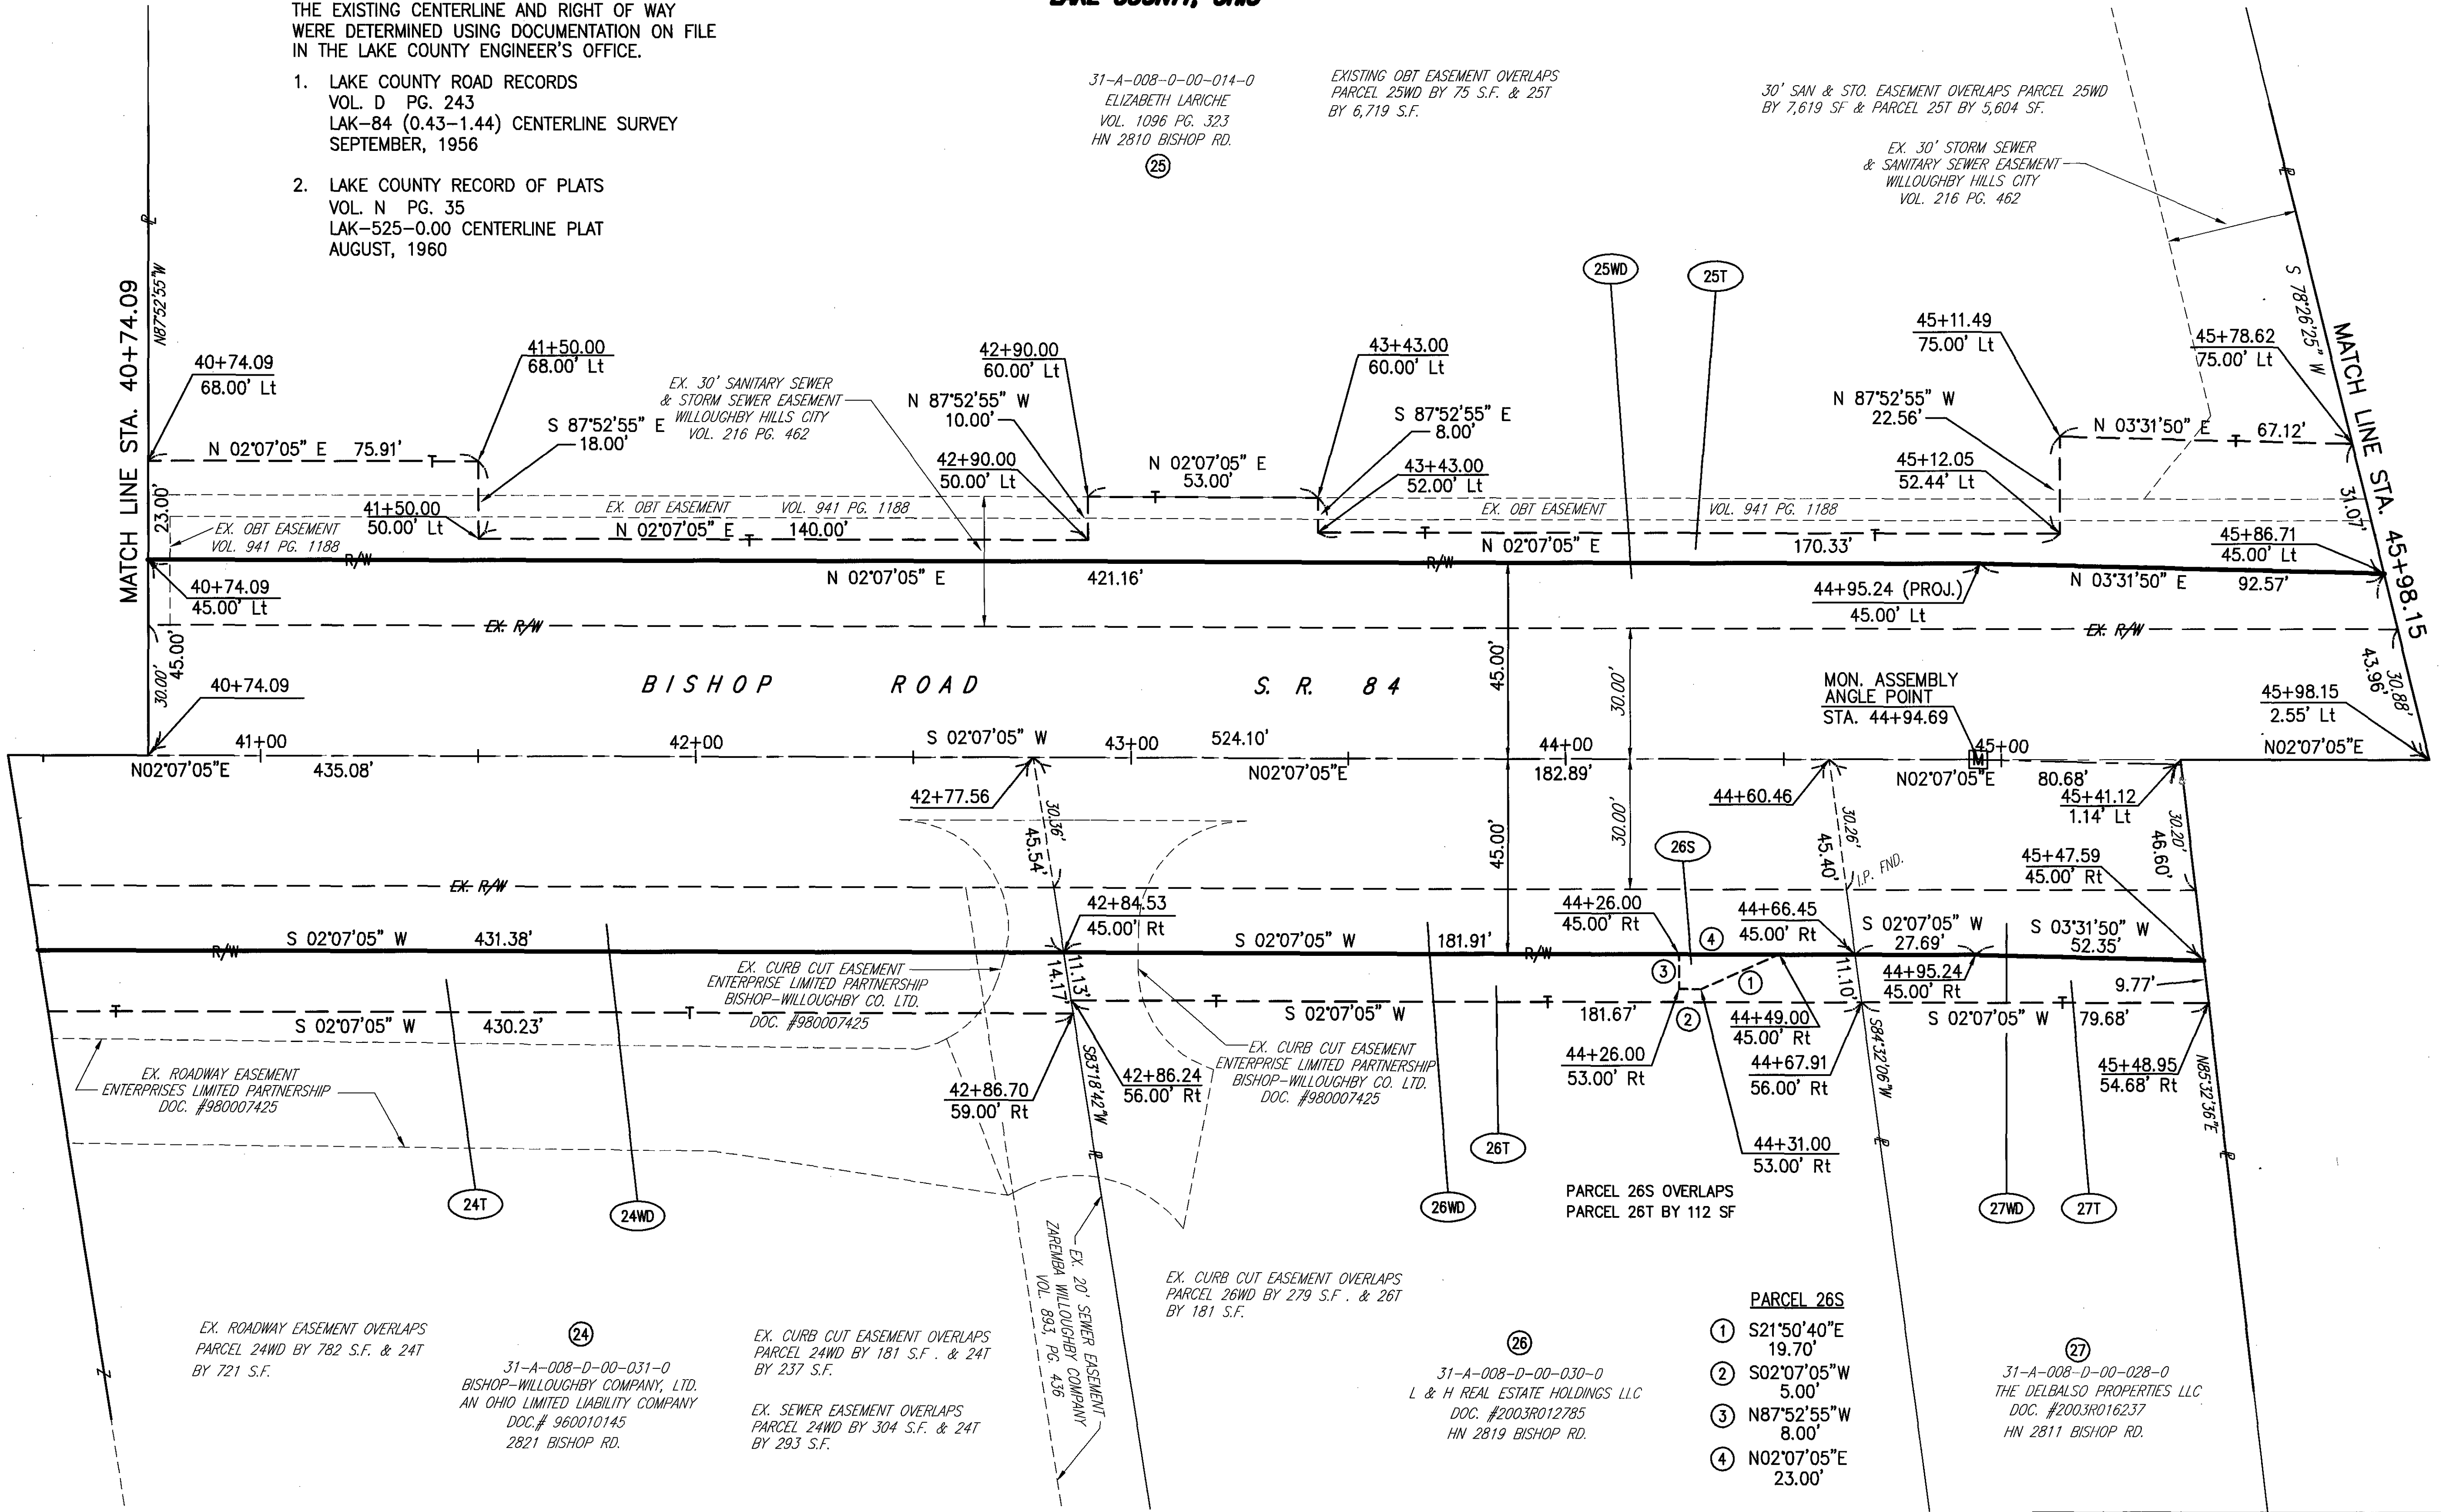 LAKE COUNTY, OHIO
THE EXISTING CENTERLINE AND RIGHT OF WAY
WERE DETERMINED USING DOCUMENTATION ON FILE
IN THE LAKE COUNTY ENGINEER'S OFFICE.
1. LAKE COUNTY ROAD RECORDS
VOL. D PG. 243
LAK-84 (0.43-1.44) CENTERLINE SURVEY
SEPTEMBER, 1956
2. LAKE COUNTY RECORD OF PLATS
VOL. N PG. 35
LAK-525-0.00 CENTERLINE PLAT
AUGUST, 1960
31-A-008-0-00-014-0
ELIZABETH LARICHE
VOL. 1096 PG. 323
HN 2810 BISHOP RD.
25
EXISTING OBT EASEMENT OVERLAPS
PARCEL 25WD BY 75 S.F. & 25T
BY 6,719 S.F.
30' SAN & STO. EASEMENT OVERLAPS PARCEL 25WD
BY 7,619 SF & PARCEL 25T BY 5,604 SF.
EX. 30' STORM SEWER
& SANITARY SEWER EASEMENT
WILLOUGHBY HILLS CITY
VOL. 216 PG. 462
MATCH LINE STA. 40+74.09
N87°52'55"W
25WD
25T
S 78°26'25" W
MATCH LINE STA. 45+98.15
40+74.09
68.00' Lt
41+50.00
68.00' Lt
EX. 30' SANITARY SEWER
& STORM SEWER EASEMENT
WILLOUGHBY HILLS CITY
VOL. 216 PG. 462
42+90.00
60.00' Lt
43+43.00
60.00' Lt
45+11.49
75.00' Lt
45+78.62
75.00' Lt
S 87°52'55" E
18.00'
N 87°52'55" W
10.00'
S 87°52'55" E
8.00'
N 87°52'55" W
22.56'
N 02°07'05" E 75.91' T
42+90.00
50.00' Lt
N 02°07'05" E
53.00'
T
43+43.00
52.00' Lt
45+12.05
52.44' Lt
N 03°31'50" E T 67.12'
23.00'
EX. OBT EASEMENT
VOL. 941 PG. 1188
41+50.00
50.00' Lt
EX. OBT EASEMENT VOL. 941 PG. 1188
N 02°07'05" E T 140.00'
EX. OBT EASEMENT VOL. 941 PG. 1188
T T
N 02°07'05" E 170.33'
31.07'
45+86.71
45.00' Lt
R/W R/W
40+74.09
45.00' Lt
N 02°07'05" E 421.16'
44+95.24 (PROJ.)
45.00' Lt
N 03°31'50" E 92.57'
EX. R/W EX. R/W
45.00'
30.00'
40+74.09
BISHOP ROAD S. R. 84
45.00'
30.00'
MON. ASSEMBLY
ANGLE POINT
STA. 44+94.69
43.96'
30.88'
45+98.15
2.55' Lt
41+00 42+00 S 02°07'05" W 43+00 524.10' 44+00 45+00 N02°07'05"E
M
N02°07'05"E 435.08' N02°07'05"E 182.89' N02°07'05"E 80.68'
42+77.56
30.36'
45.54'
45.00'
30.00'
44+60.46
30.26'
45.40'
I.P. FND.
45+41.12
1.14' Lt
30.20'
46.60'
EX. R/W
26S
45+47.59
45.00' Rt
42+84.53
45.00' Rt
44+26.00
45.00' Rt
44+66.45
45.00' Rt
R/W S 02°07'05" W 431.38'
S 02°07'05" W 181.91' R/W
4
S 02°07'05" W
27.69'
S 03°31'50" W
52.35'
EX. CURB CUT EASEMENT
ENTERPRISE LIMITED PARTNERSHIP
BISHOP-WILLOUGHBY CO. LTD.
DOC. #980007425
14.17'
11.13'
3
1
2
11.10'
44+95.24
45.00' Rt
9.77'
T S 02°07'05" W 430.23' T
T T
S 02°07'05" W 181.67'
44+49.00
45.00' Rt
T
S 02°07'05" W 79.68'
EX. ROADWAY EASEMENT
ENTERPRISES LIMITED PARTNERSHIP
DOC. #980007425
42+86.70
59.00' Rt
S83°18'42"W
42+86.24
56.00' Rt
EX. CURB CUT EASEMENT
ENTERPRISE LIMITED PARTNERSHIP
BISHOP-WILLOUGHBY CO. LTD.
DOC. #980007425
44+26.00
53.00' Rt
44+67.91
56.00' Rt
S84°32'06"W
45+48.95
54.68' Rt
N85°32'36"E
44+31.00
53.00' Rt
24T
24WD
26WD
26T
27WD
27T
PARCEL 26S OVERLAPS
PARCEL 26T BY 112 SF
EX. 20' SEWER EASEMENT
ZAREMBA WILLOUGHBY COMPANY
VOL. 893, PG. 436
EX. CURB CUT EASEMENT OVERLAPS
PARCEL 26WD BY 279 S.F . & 26T
BY 181 S.F.
EX. ROADWAY EASEMENT OVERLAPS
PARCEL 24WD BY 782 S.F. & 24T
BY 721 S.F.
24
31-A-008-D-00-031-0
BISHOP-WILLOUGHBY COMPANY, LTD.
AN OHIO LIMITED LIABILITY COMPANY
DOC.# 960010145
2821 BISHOP RD.
EX. CURB CUT EASEMENT OVERLAPS
PARCEL 24WD BY 181 S.F . & 24T
BY 237 S.F.
EX. SEWER EASEMENT OVERLAPS
PARCEL 24WD BY 304 S.F. & 24T
BY 293 S.F.
26
31-A-008-D-00-030-0
L & H REAL ESTATE HOLDINGS LLC
DOC. #2003R012785
HN 2819 BISHOP RD.
PARCEL 26S
1 S21°50'40"E
19.70'
2 S02°07'05"W
5.00'
3 N87°52'55"W
8.00'
4 N02°07'05"E
23.00'
27
31-A-008-D-00-028-0
THE DELBALSO PROPERTIES LLC
DOC. #2003R016237
HN 2811 BISHOP RD.